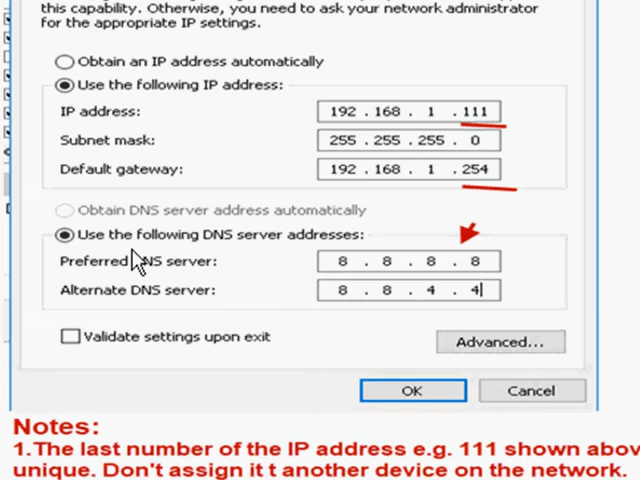 this capability. Otherwise, you need to ask your network administrator
for the appropriate IP settings.
Obtain an IP address automatically
Use the following IP address:
IP address: 192 . 168 . 1 . 111
Subnet mask: 255 . 255 . 255 . 0
Default gateway: 192 . 168 . 1 . 254
Obtain DNS server address automatically
Use the following DNS server addresses:
Preferred DNS server: 8 . 8 . 8 . 8
Alternate DNS server: 8 . 8 . 4 . 4
Validate settings upon exit
Advanced...
OK Cancel
Notes:
1.The last number of the IP address e.g. 111 shown abov
unique. Don't assign it t another device on the network.